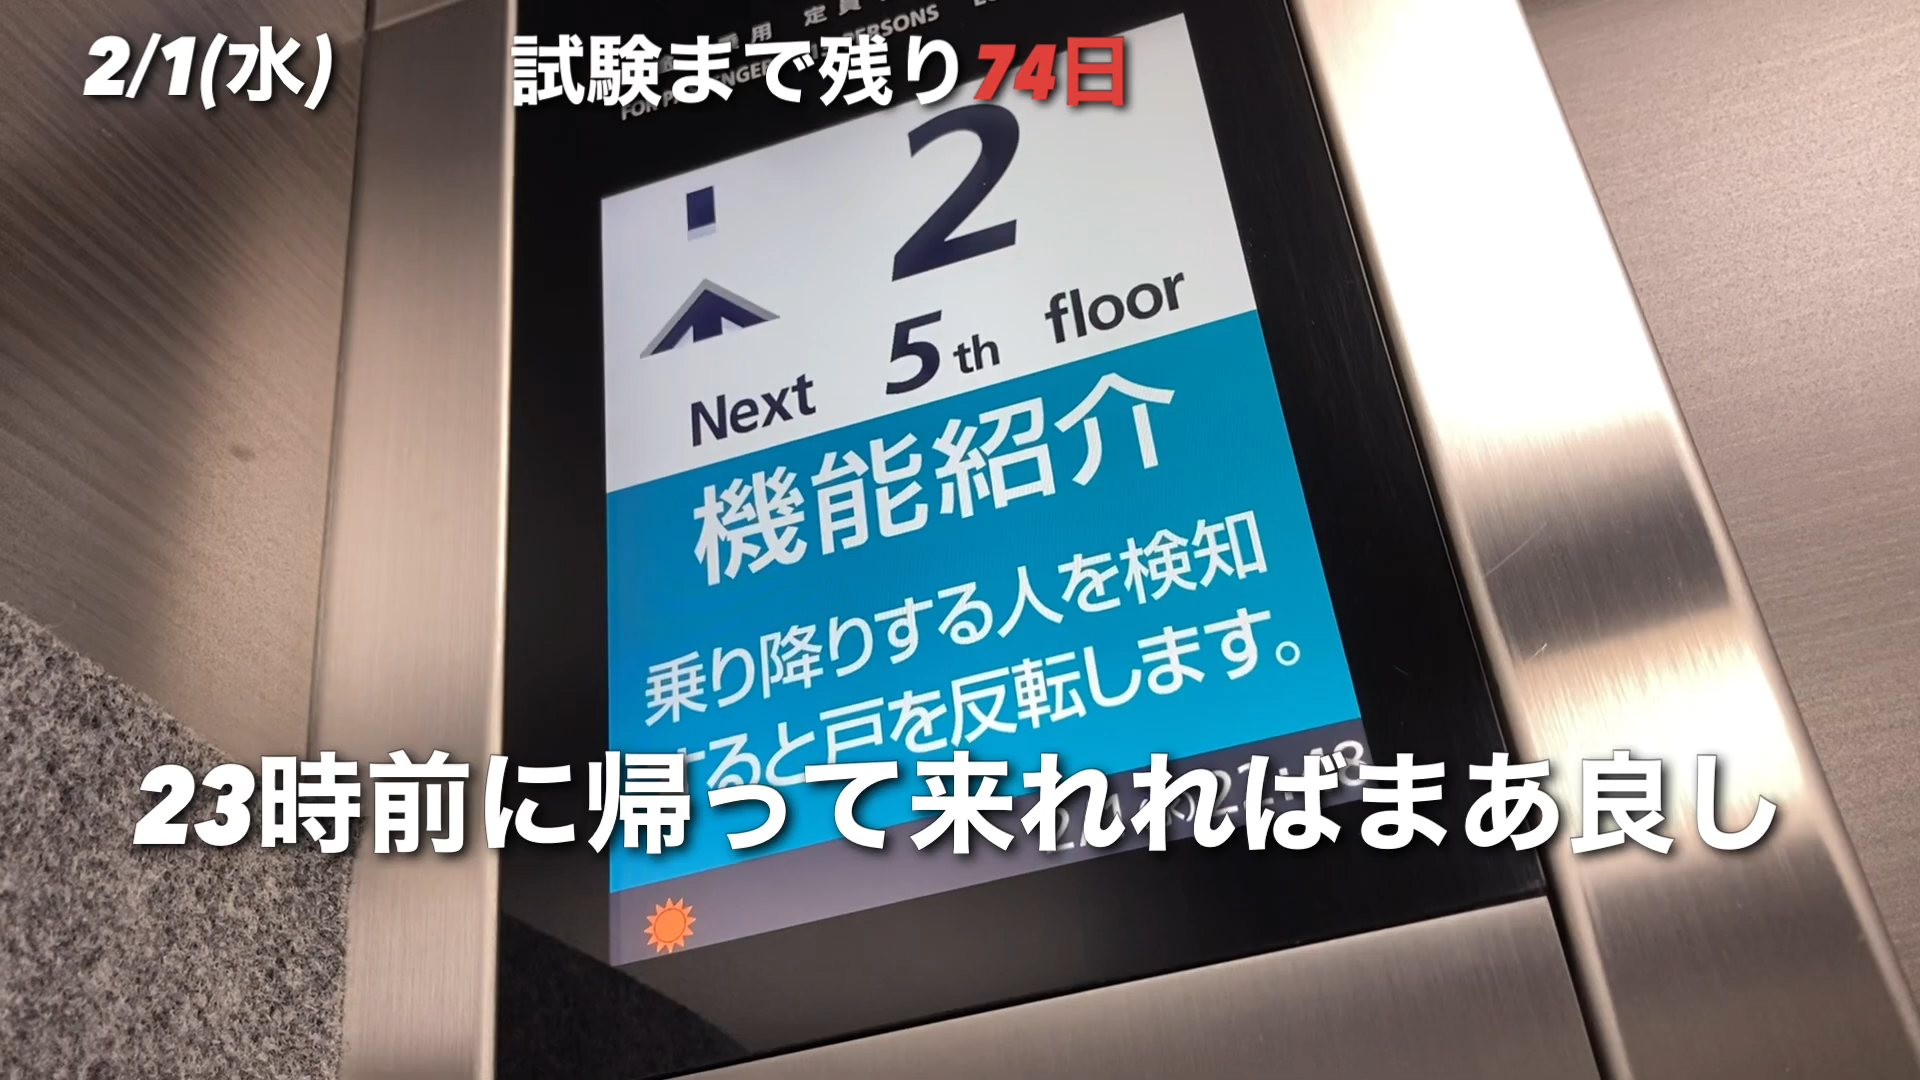 2/1(水)
試験まで残り74日
2
Next 5th floor
機能紹介
乗り降りする人を検知
すると戸を反転します。
23時前に帰って来れればまあ良し